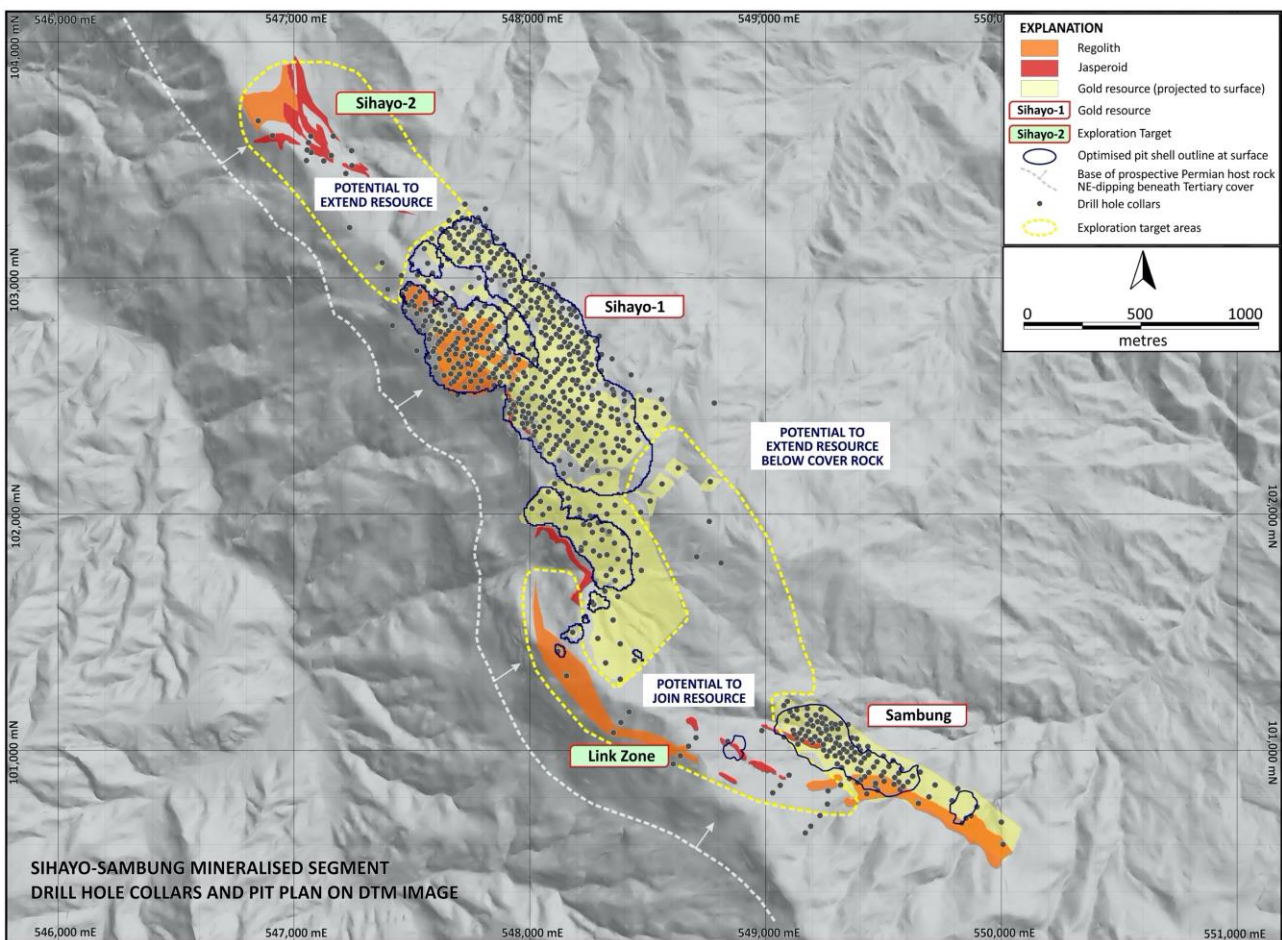 546,000 mE
547,000 mE
548,000 mE
549,000 mE
550,
104,000 mN
103,000 mN
102,000 mN
101,000 mN
102,000 mN
101,000 mN
EXPLANATION
Regolith
Jasperoid
Gold resource (projected to surface)
Sihayo-1 Gold resource
Sihayo-2 Exploration Target
Optimised pit shell outline at surface
Base of prospective Permian host rock
NE-dipping beneath Tertiary cover
Drill hole collars
Exploration target areas
0 500 1000
metres
Sihayo-2
POTENTIAL TO
EXTEND RESOURCE
Sihayo-1
POTENTIAL TO
EXTEND RESOURCE
BELOW COVER ROCK
POTENTIAL TO
JOIN RESOURCE
Sambung
Link Zone
SIHAYO-SAMBUNG MINERALISED SEGMENT
DRILL HOLE COLLARS AND PIT PLAN ON DTM IMAGE
546,000 mE
547,000 mE
548,000 mE
549,000 mE
550,000 mE
551,000 mE